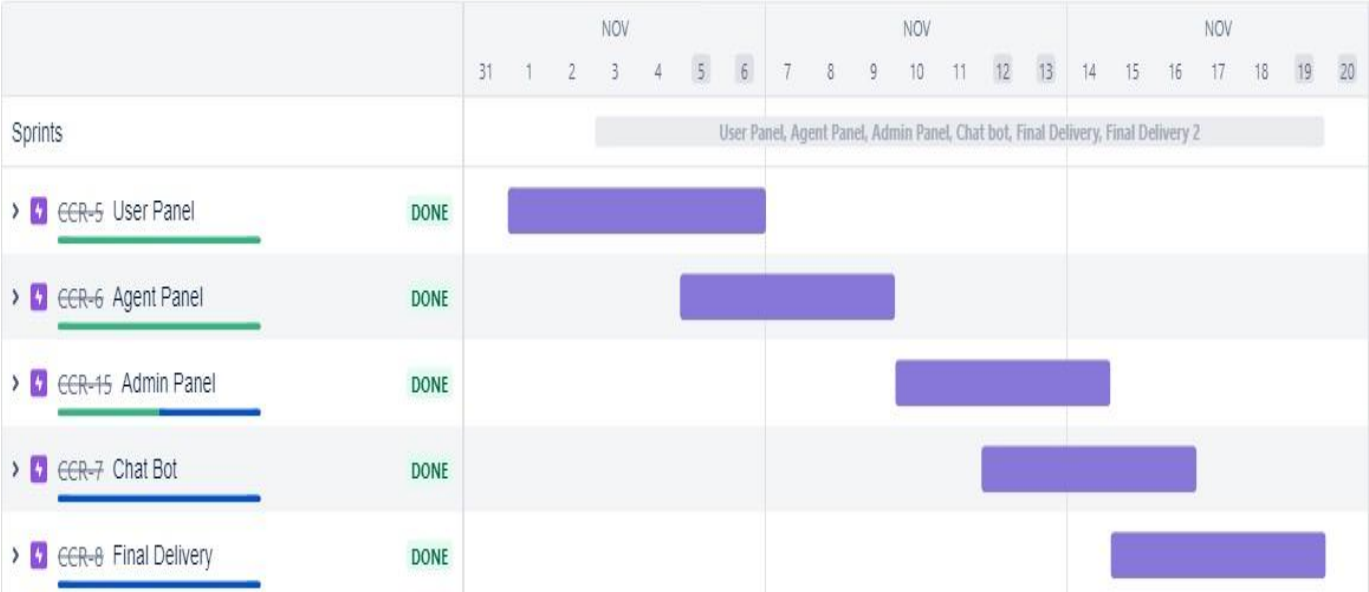 NOV NOV NOV
31 1 2 3 4 5 6 7 8 9 10 11 12 13 14 15 16 17 18 19 20
Sprints User Panel, Agent Panel, Admin Panel, Chat bot, Final Delivery, Final Delivery 2
CCR-5 User Panel DONE
CCR-6 Agent Panel DONE
CCR-15 Admin Panel DONE
CCR-7 Chat Bot DONE
CCR-8 Final Delivery DONE